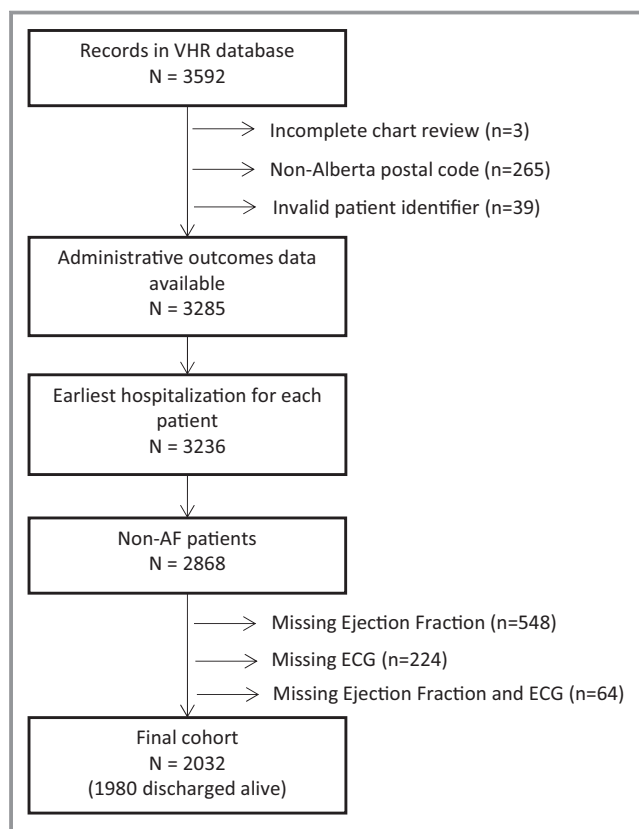 Records in VHR database
N = 3592
Incomplete chart review (n=3)
Non-Alberta postal code (n=265)
Invalid patient identifier (n=39)
Administrative outcomes data
available
N = 3285
Earliest hospitalization for each
patient
N = 3236
Non-AF patients
N = 2868
Missing Ejection Fraction (n=548)
Missing ECG (n=224)
Missing Ejection Fraction and ECG (n=64)
Final cohort
N = 2032
(1980 discharged alive)